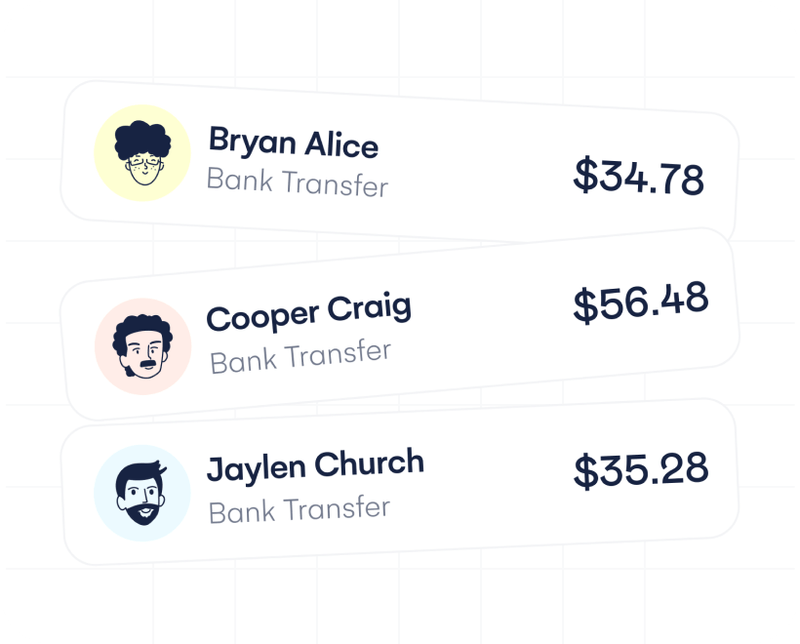 Bryan Alice
Bank Transfer
$34.78
Cooper Craig
Bank Transfer
$56.48
Jaylen Church
Bank Transfer
$35.28